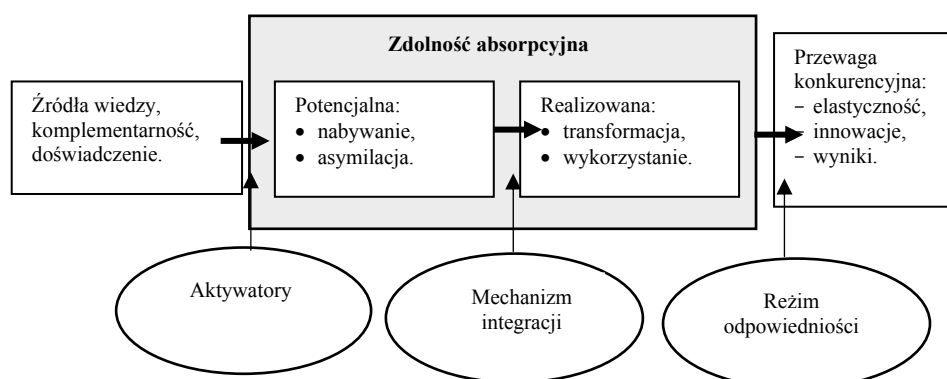 Zdolność absorpcyjna
Źródła wiedzy,
komplementarność,
doświadczenie.
Potencjalna:
• nabywanie,
• asymilacja.
Realizowana:
• transformacja,
• wykorzystanie.
Przewaga
konkurencyjna:
– elastyczność,
– innowacje,
– wyniki.
Aktywatory
Mechanizm
integracji
Reżim
odpowiedniości